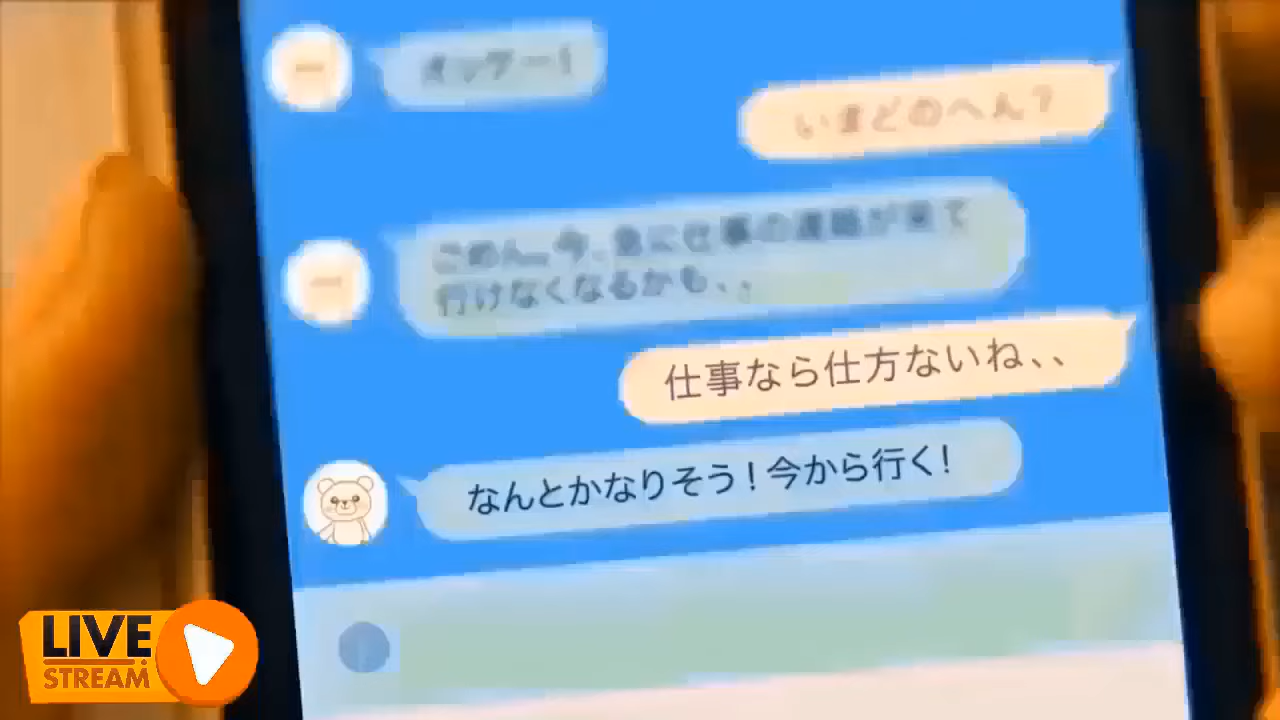 オッケー!
いまどのへん?
ごめん、今、急に仕事の連絡が来て
行けなくなるかも、、
仕事なら仕方ないね、、
なんとかなりそう!今から行く!
LIVE
STREAM